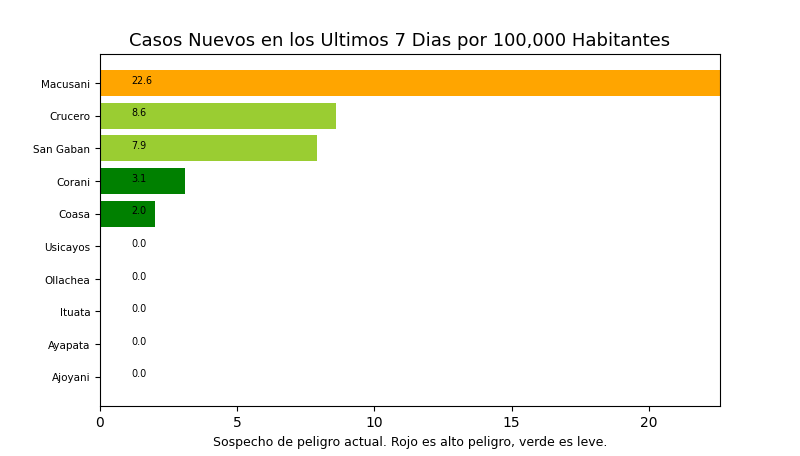 Casos Nuevos en los Ultimos 7 Dias por 100,000 Habitantes
Macusani 22.6
Crucero 8.6
San Gaban 7.9
Corani 3.1
Coasa 2.0
Usicayos 0.0
Ollachea 0.0
Ituata 0.0
Ayapata 0.0
Ajoyani 0.0
0 5 10 15 20
Sospecho de peligro actual. Rojo es alto peligro, verde es leve.